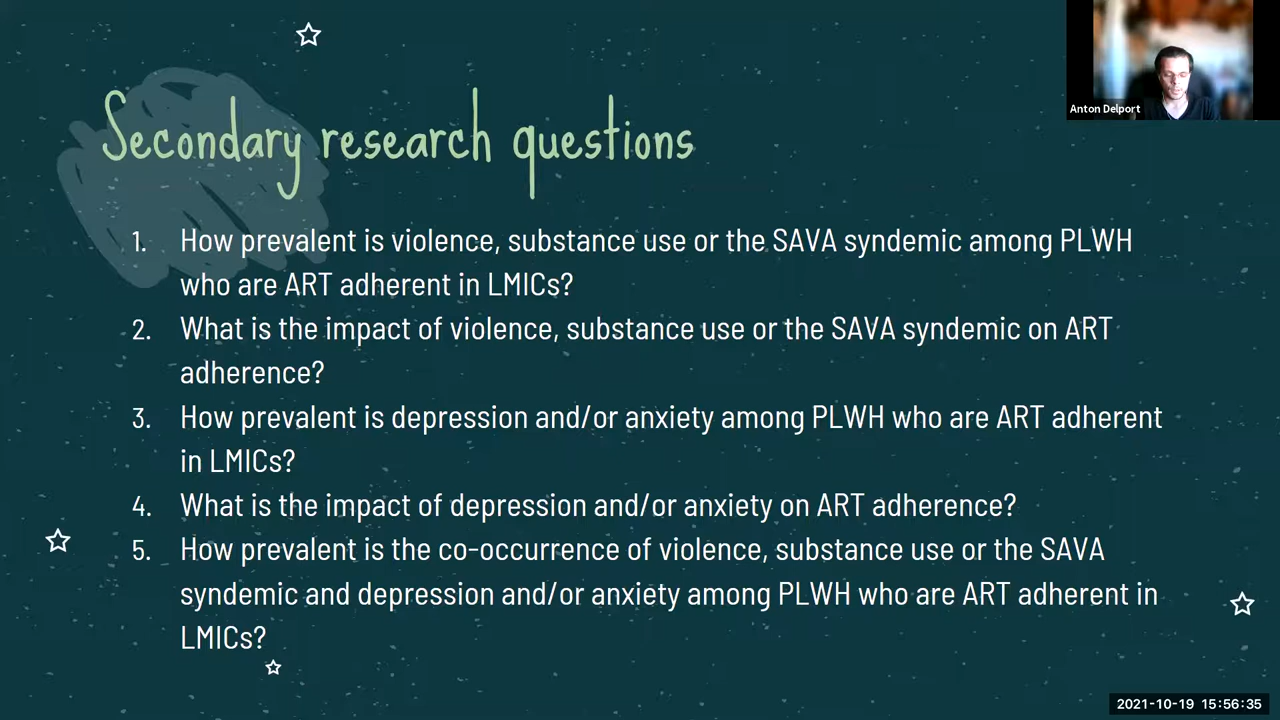 Anton Delport
Secondary research questions
1. How prevalent is violence, substance use or the SAVA syndemic among PLWH
who are ART adherent in LMICs?
2. What is the impact of violence, substance use or the SAVA syndemic on ART
adherence?
3. How prevalent is depression and/or anxiety among PLWH who are ART adherent
in LMICs?
4. What is the impact of depression and/or anxiety on ART adherence?
5. How prevalent is the co-occurrence of violence, substance use or the SAVA
syndemic and depression and/or anxiety among PLWH who are ART adherent in
LMICs?
2021-10-19 15:56:35